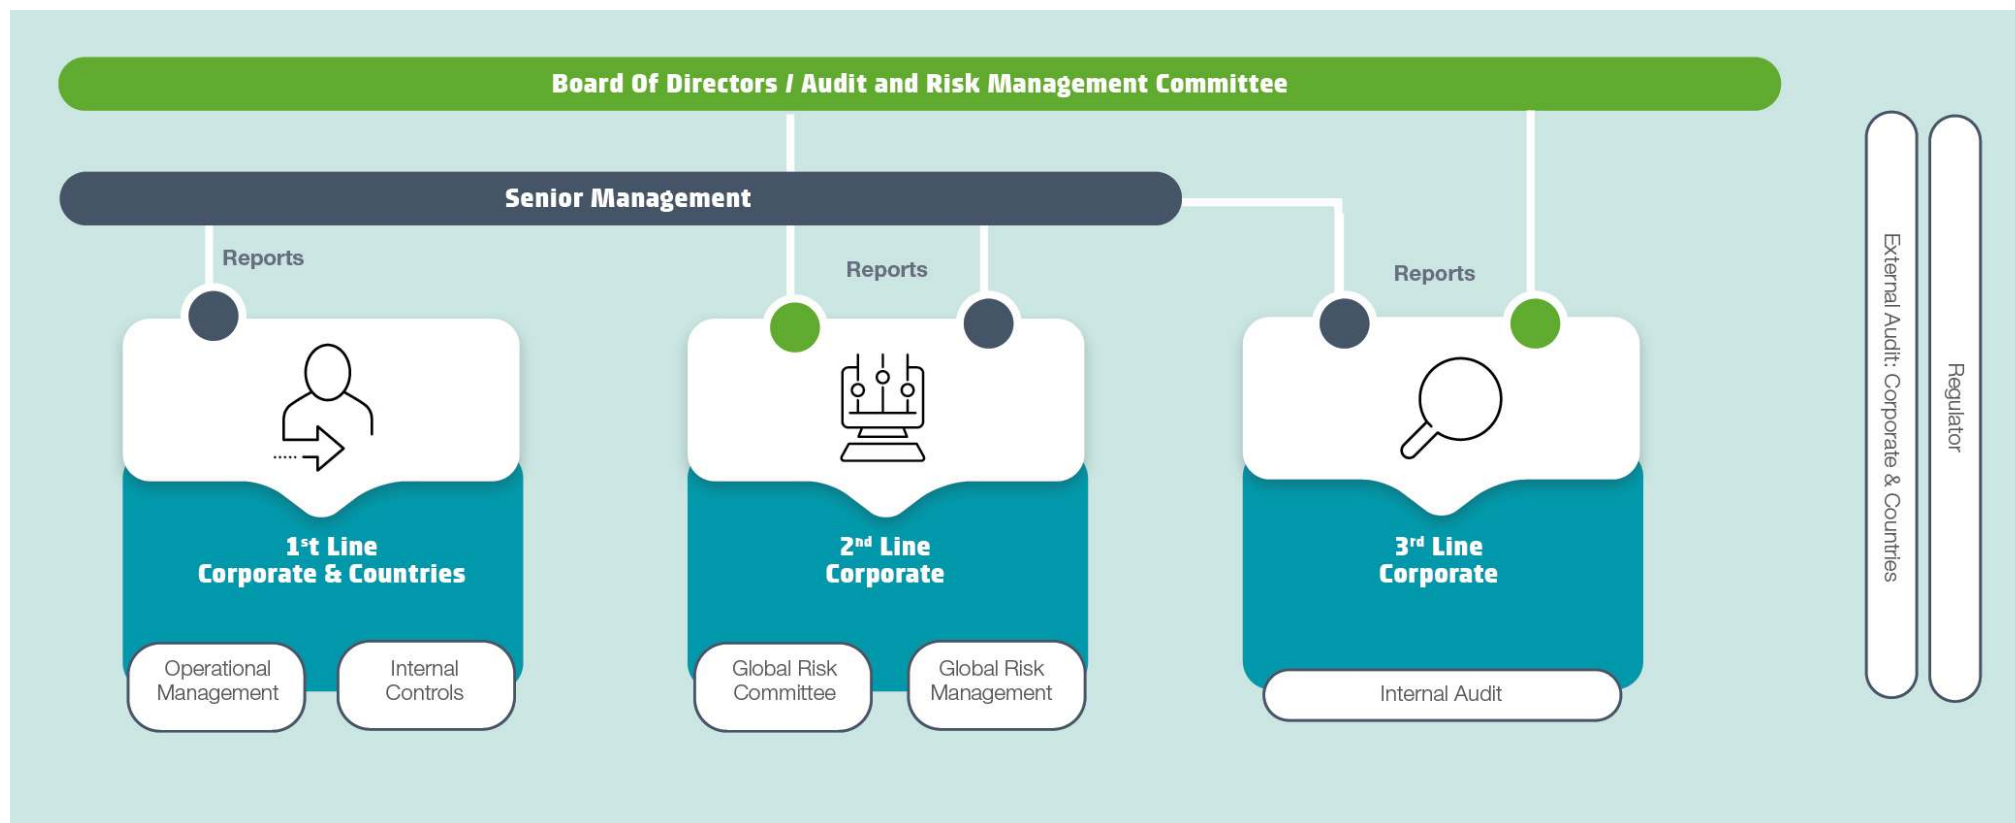 Board Of Directors / Audit and Risk Management Committee
Senior Management
Reports
Reports
Reports
1st Line
Corporate & Countries
2nd Line
Corporate
3rd Line
Corporate
Operational
Management
Internal
Controls
Global Risk
Committee
Global Risk
Management
Internal Audit
External Audit: Corporate & Countries
Regulator